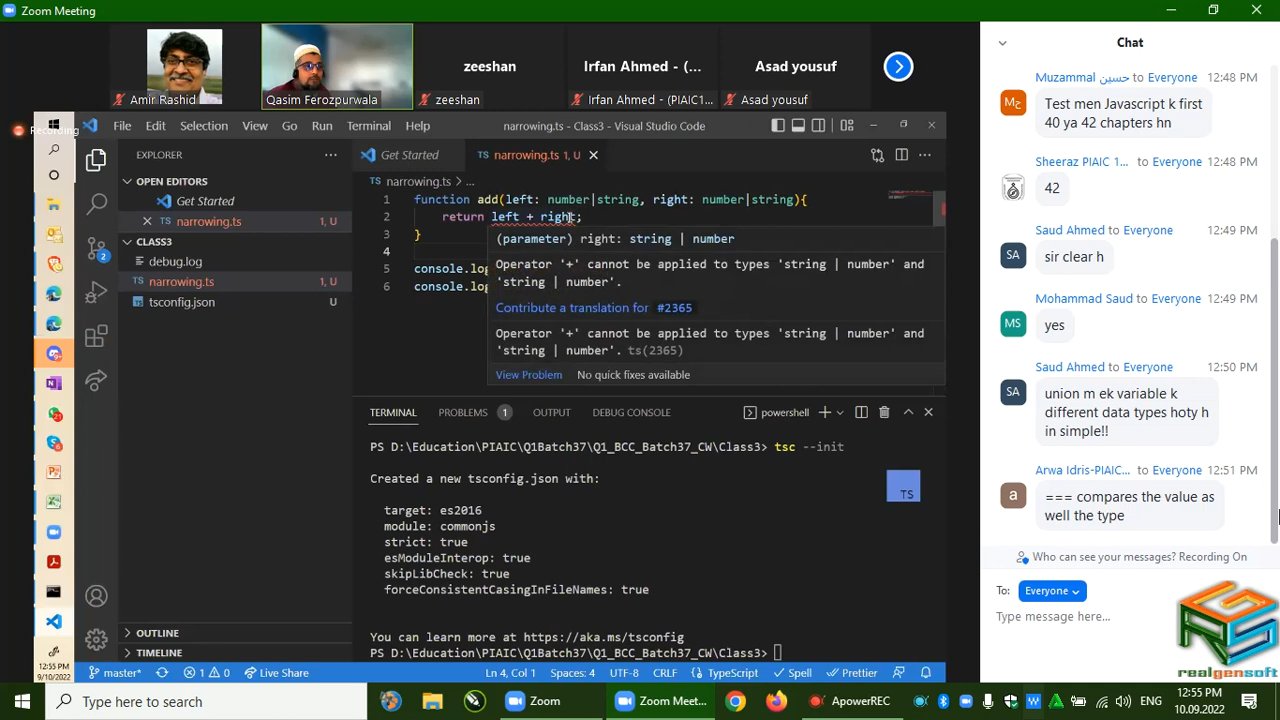 Zoom Meeting
Chat
Amir Rashid
Qasim Ferozpurwala
zeeshan
zeeshan
Irfan Ahmed - (...
Irfan Ahmed - (PIAIC1...
Asad yousuf
Asad yousuf
Recording
File Edit Selection View Go Run Terminal Help
narrowing.ts - Class3 - Visual Studio Code
EXPLORER
OPEN EDITORS
Get Started
narrowing.ts 1, U
CLASS3
debug.log
narrowing.ts 1, U
tsconfig.json
OUTLINE
TIMELINE
2
Get Started
narrowing.ts 1, U
narrowing.ts > ...
1 function add(left: number|string, right: number|string){
2 return left + right;
3 }
4
5 console.log
6 console.log
(parameter) right: string | number
Operator '+' cannot be applied to types 'string | number' and
'string | number'.
Contribute a translation for #2365
Operator '+' cannot be applied to types 'string | number' and
'string | number'. ts(2365)
View Problem No quick fixes available
TERMINAL PROBLEMS 1 OUTPUT DEBUG CONSOLE
powershell
PS D:\Education\PIAIC\Q1Batch37\Q1_BCC_Batch37_CW\Class3> tsc --init
Created a new tsconfig.json with:
TS
target: es2016
module: commonjs
strict: true
esModuleInterop: true
skipLibCheck: true
forceConsistentCasingInFileNames: true
You can learn more at https://aka.ms/tsconfig
PS D:\Education\PIAIC\Q1Batch37\Q1_BCC_Batch37_CW\Class3>
12:55 PM
9/10/2022
master* 1 0 Live Share
Ln 4, Col 1 Spaces: 4 UTF-8 CRLF TypeScript Spell Prettier
Muzammal حسین to Everyone 12:48 PM
Test men Javascript k first
40 ya 42 chapters hn
Sheeraz PIAIC 1... to Everyone 12:48 PM
42
Saud Ahmed to Everyone 12:49 PM
SA
sir clear h
Mohammad Saud to Everyone 12:49 PM
MS
yes
Saud Ahmed to Everyone 12:50 PM
SA
union m ek variable k
different data types hoty h
in simple!!
Arwa Idris-PIAIC... to Everyone 12:51 PM
a
=== compares the value as
well the type
Who can see your messages? Recording On
To: Everyone
Type message here...
realgensoft
Type here to search
Zoom
Zoom Meet...
ApowerREC
ENG
12:55 PM
10.09.2022